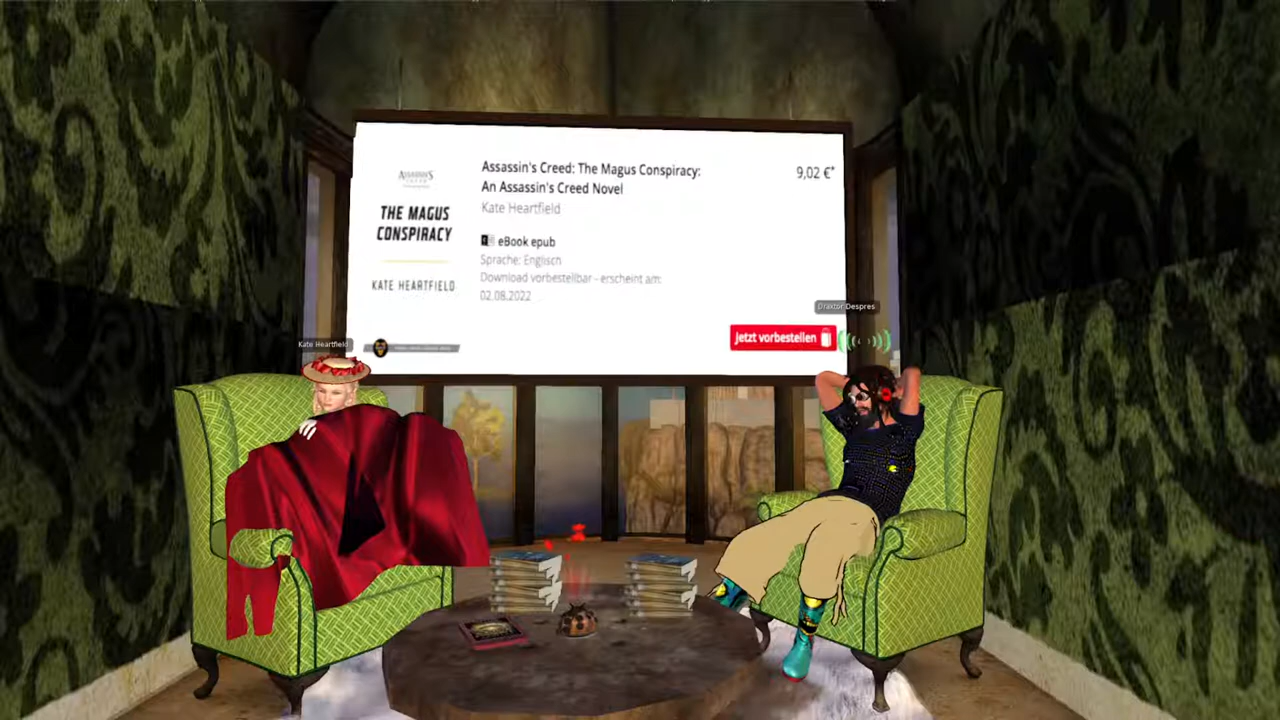 Assassin's Creed: The Magus Conspiracy:
An Assassin's Creed Novel
9,02 €*
Kate Heartfield
ASSASSIN'S
CREED
THE MAGUS
CONSPIRACY
KATE HEARTFIELD
eBook epub
Sprache: Englisch
Download vorbestellbar - erscheint am:
02.08.2022
Jetzt vorbestellen
Draxtor Despres
Kate Heartfield